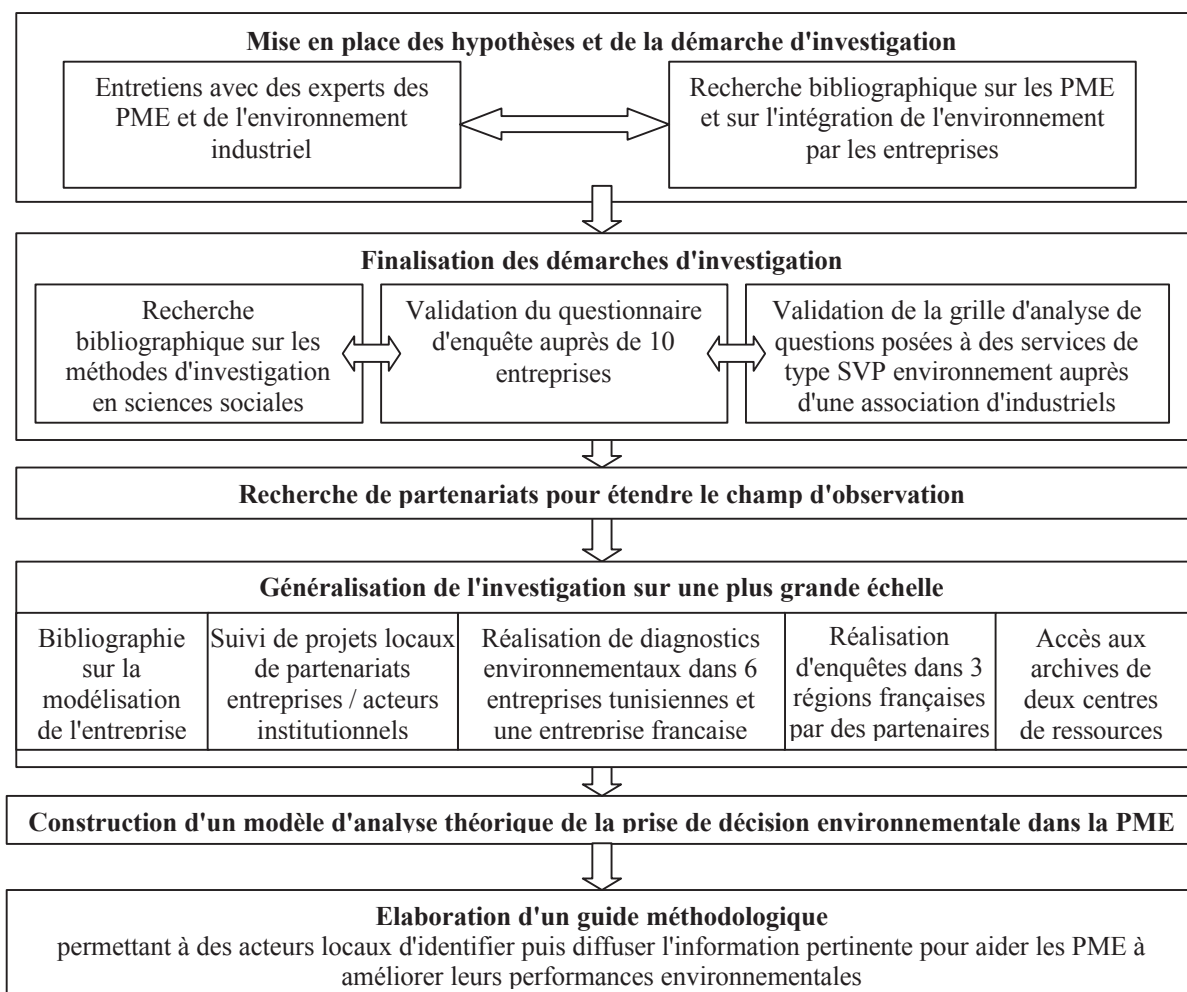 Mise en place des hypothèses et de la démarche d'investigation
Entretiens avec des experts des
PME et de l'environnement
industriel
Recherche bibliographique sur les PME
et sur l'intégration de l'environnement
par les entreprises
Finalisation des démarches d'investigation
Recherche
bibliographique sur les
méthodes d'investigation
en sciences sociales
Validation du questionnaire
d'enquête auprès de 10
entreprises
Validation de la grille d'analyse de
questions posées à des services de
type SVP environnement auprès
d'une association d'industriels
Recherche de partenariats pour étendre le champ d'observation
Généralisation de l'investigation sur une plus grande échelle
Bibliographie
sur la
modélisation
de l'entreprise
Suivi de projets locaux
de partenariats
entreprises / acteurs
institutionnels
Réalisation de diagnostics
environnementaux dans 6
entreprises tunisiennes et
une entreprise française
Réalisation
d'enquêtes dans 3
régions françaises
par des partenaires
Accès aux
archives de
deux centres
de ressources
Construction d'un modèle d'analyse théorique de la prise de décision environnementale dans la PME
Elaboration d'un guide méthodologique
permettant à des acteurs locaux d'identifier puis diffuser l'information pertinente pour aider les PME à
améliorer leurs performances environnementales